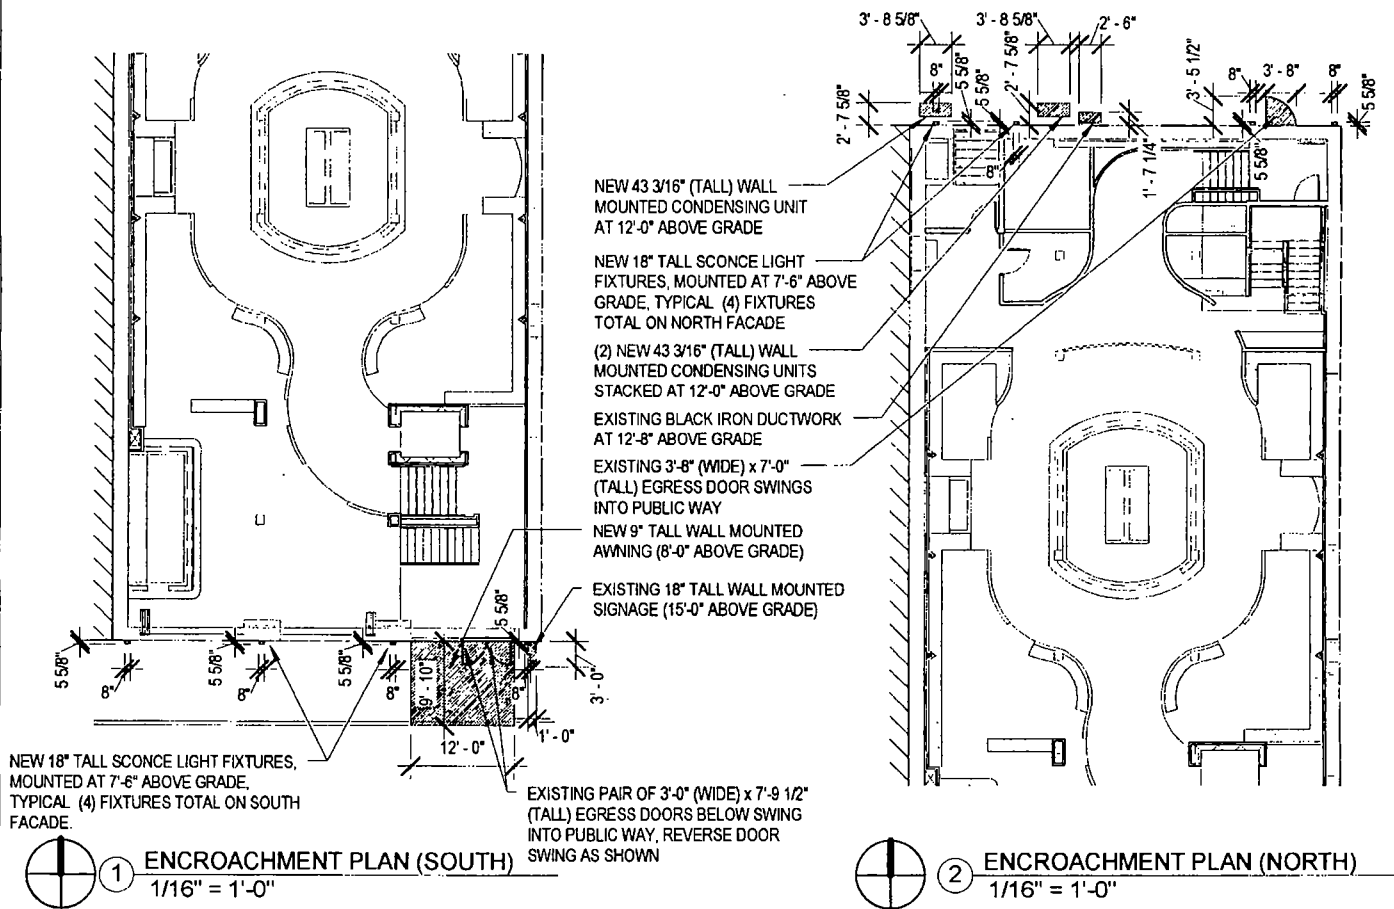 3' - 8 5/8"
3' - 8 5/8"
2' - 6"
8"
5 5/8"
5 5/8"
2' - 7 5/8"
3' - 5 1/2"
8"
3' - 8"
8"
5 5/8"
2' - 7 5/8"
8"
1' - 7 1/4"
5 5/8"
NEW 43 3/16" (TALL) WALL
MOUNTED CONDENSING UNIT
AT 12'-0" ABOVE GRADE
NEW 18" TALL SCONCE LIGHT
FIXTURES, MOUNTED AT 7'-6" ABOVE
GRADE, TYPICAL (4) FIXTURES
TOTAL ON NORTH FACADE
(2) NEW 43 3/16" (TALL) WALL
MOUNTED CONDENSING UNITS
STACKED AT 12'-0" ABOVE GRADE
EXISTING BLACK IRON DUCTWORK
AT 12'-8" ABOVE GRADE
EXISTING 3'-8" (WIDE) x 7'-0"
(TALL) EGRESS DOOR SWINGS
INTO PUBLIC WAY
NEW 9" TALL WALL MOUNTED
AWNING (8'-0" ABOVE GRADE)
EXISTING 18" TALL WALL MOUNTED
SIGNAGE (15'-0" ABOVE GRADE)
5 5/8"
5 5/8"
8"
5 5/8"
8"
5 5/8"
8"
9' - 10"
8"
3' - 0"
12' - 0"
1' - 0"
NEW 18" TALL SCONCE LIGHT FIXTURES,
MOUNTED AT 7'-6" ABOVE GRADE,
TYPICAL (4) FIXTURES TOTAL ON SOUTH
FACADE.
EXISTING PAIR OF 3'-0" (WIDE) x 7'-9 1/2"
(TALL) EGRESS DOORS BELOW SWING
INTO PUBLIC WAY, REVERSE DOOR
SWING AS SHOWN
1 ENCROACHMENT PLAN (SOUTH)
1/16" = 1'-0"
2 ENCROACHMENT PLAN (NORTH)
1/16" = 1'-0"